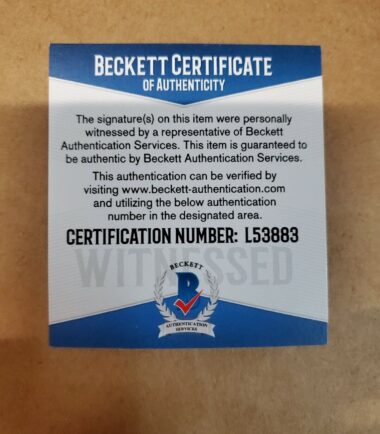 BECKETT CERTIFICATE
OF AUTHENTICITY
The signature(s) on this item were personally
witnessed by a representative of Beckett
Authentication Services. This item is guaranteed to
be authentic by Beckett Authentication Services.
This authentication can be verified by
visiting www.beckett-authentication.com
and utilizing the below authentication
number in the designated area.
CERTIFICATION NUMBER: L53883
WITNESSED
BECKETT
B
AUTHENTICATION
SERVICES